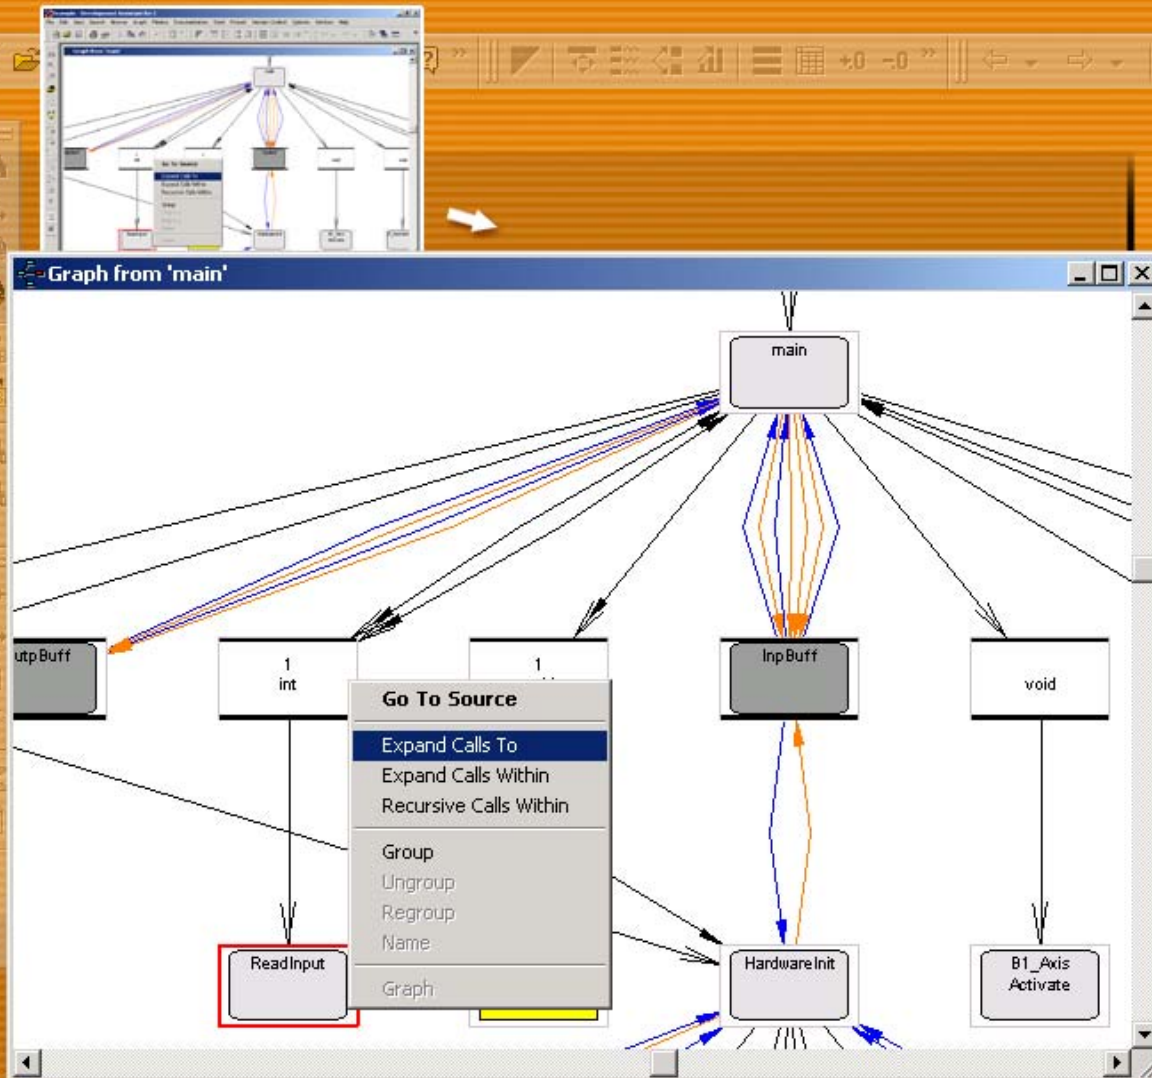 +.0 -.0
Graph from 'main'
main
utpBuff
1
int
1
InpBuff
void
Go To Source
Expand Calls To
Expand Calls Within
Recursive Calls Within
Group
Ungroup
Regroup
Name
Graph
ReadInput
HardwareInit
B1_Axis
Activate